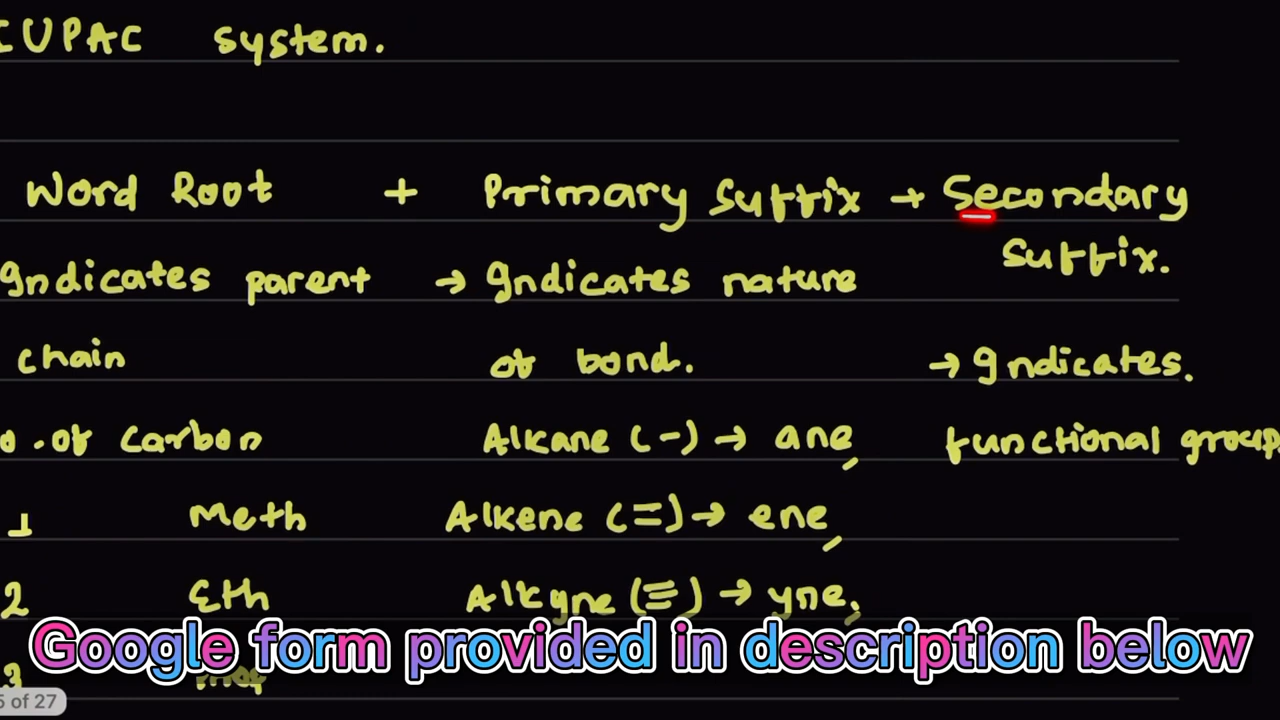 IUPAC system.
Word Root + Primary Suffix → Secondary
Suffix.
Indicates parent → Indicates nature
chain of bond. → Indicates.
o. of carbon Alkane (-) → ane, functional group.
1 Meth Alkene (=) → ene,
2 Eth Alkyne (≡) → yne,
Google form provided in description below
3
5 of 27